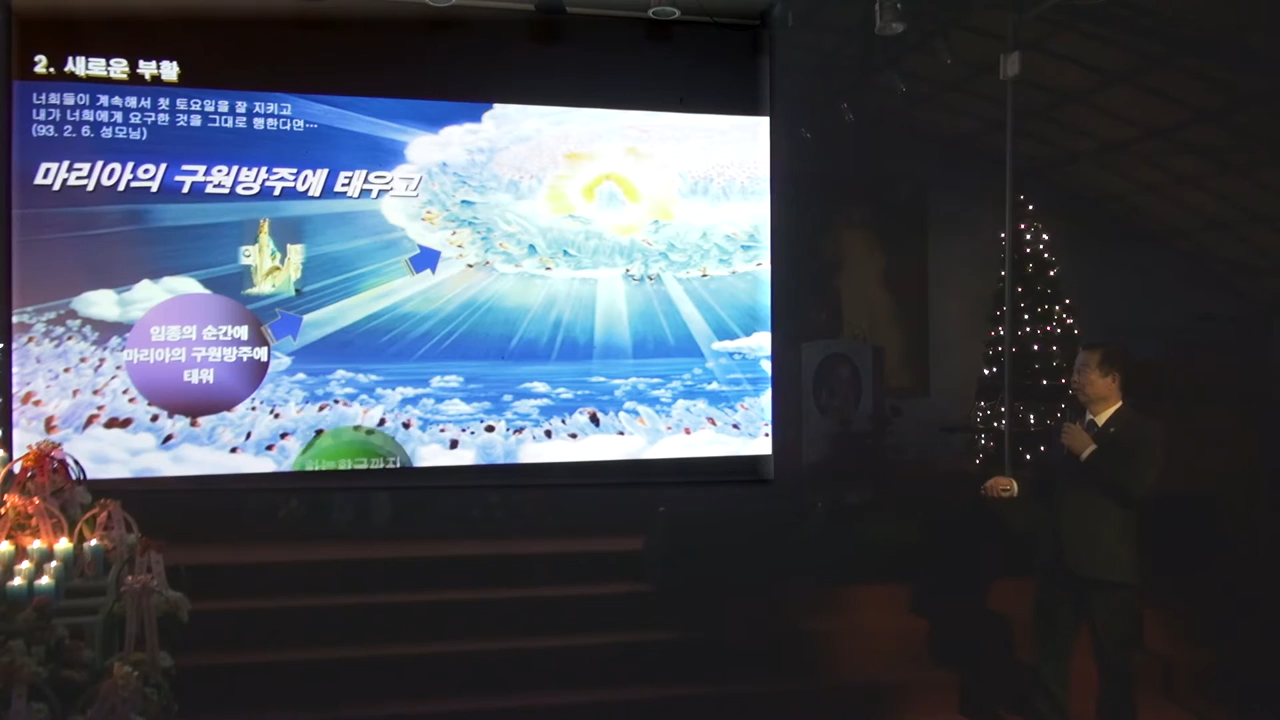 2. 새로운 부활
너희들이 계속해서 첫 토요일을 잘 지키고
내가 너희에게 요구한 것을 그대로 행한다면…
(93. 2. 6. 성모님)
마리아의 구원방주에 태우고
임종의 순간에
마리아의 구원방주에
태워